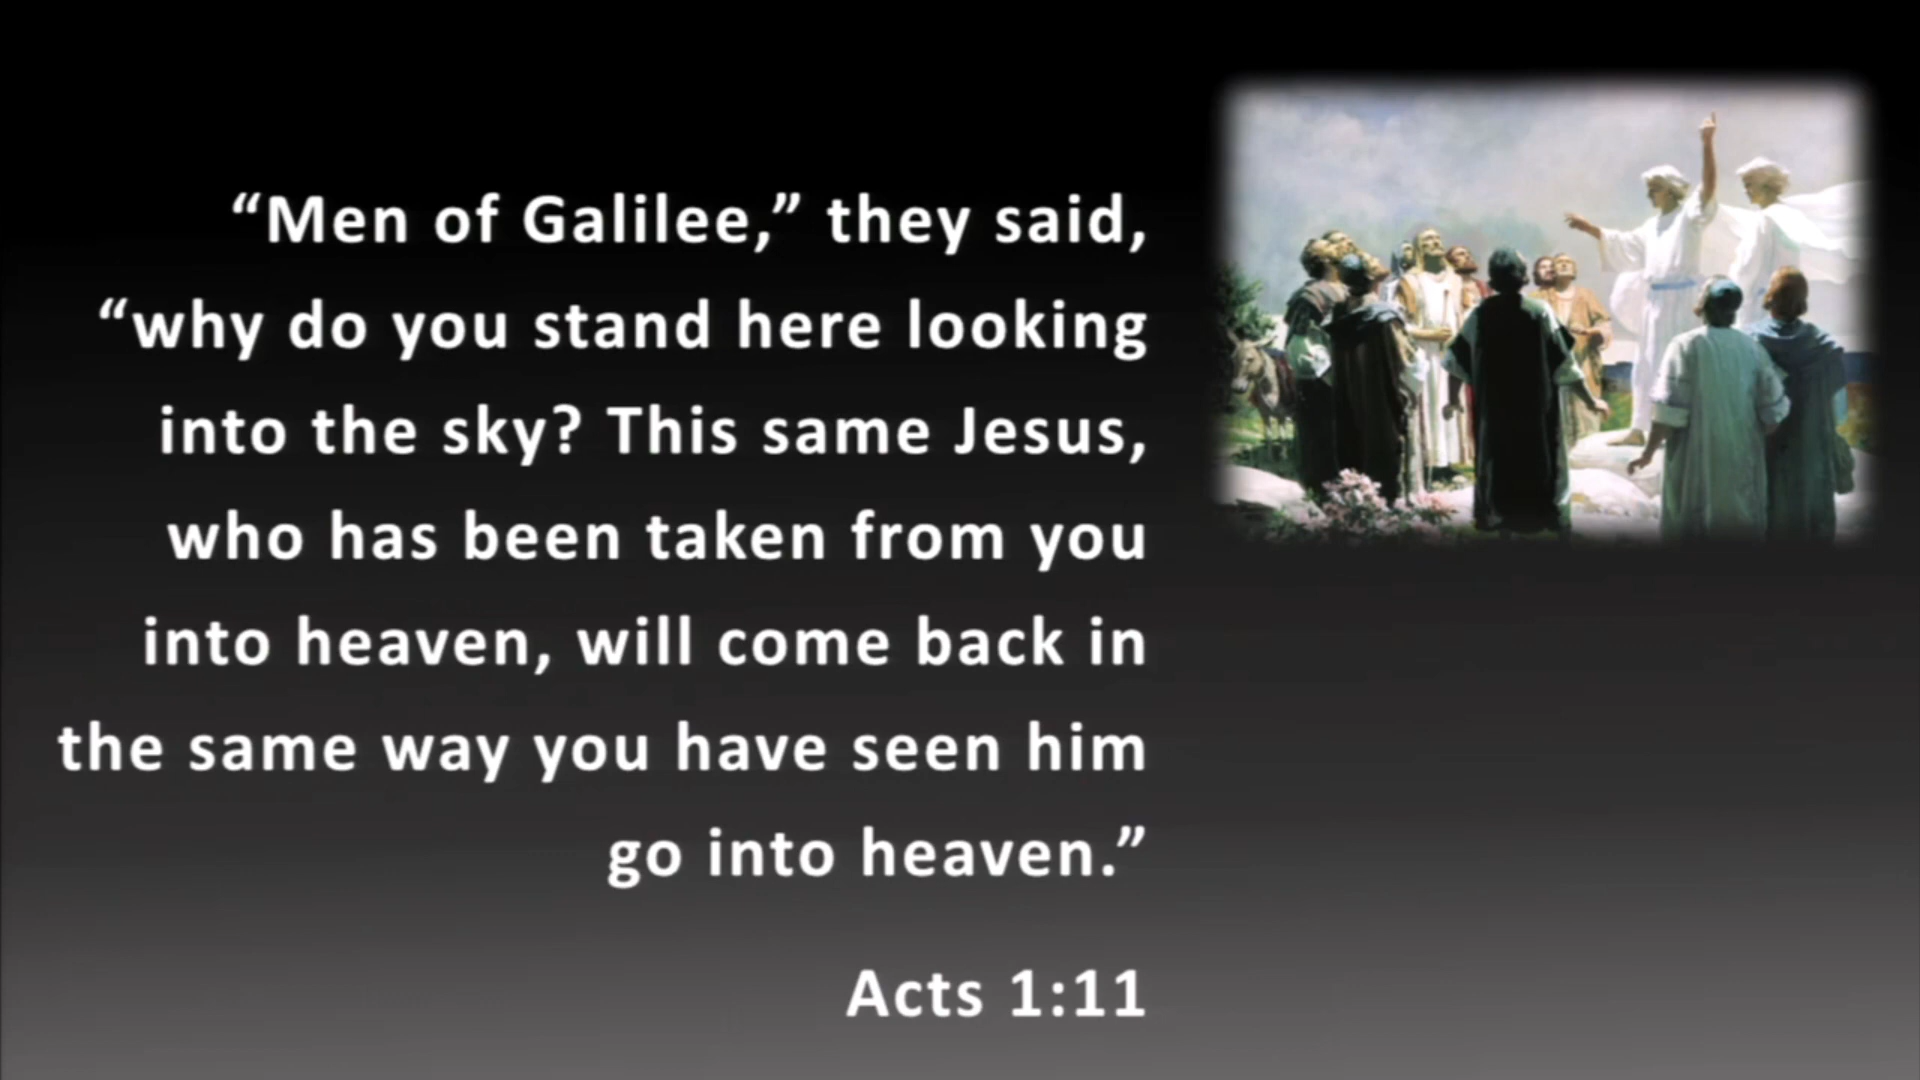 “Men of Galilee,” they said,
“why do you stand here looking
into the sky? This same Jesus,
who has been taken from you
into heaven, will come back in
the same way you have seen him
go into heaven.”
Acts 1:11